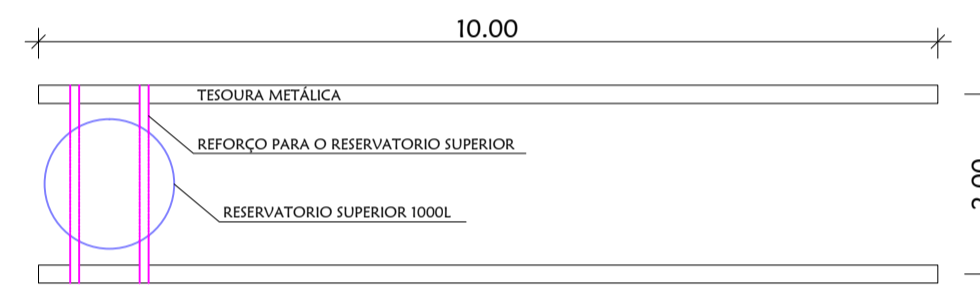 10.00
TESOURA METÁLICA
REFORÇO PARA O RESERVATORIO SUPERIOR
RESERVATORIO SUPERIOR 1000L